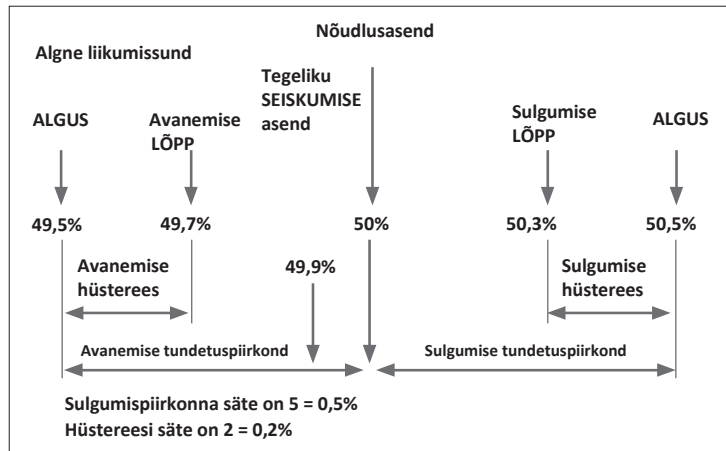 Nõudlusasend
Algne liikumissund
Tegeliku
SEISKUMISE
asend
ALGUS
Avanemise
LÕPP
Sulgumise
LÕPP
ALGUS
49,5%
49,7%
50%
50,3%
50,5%
49,9%
Avanemise
hüsterees
Sulgumise
hüsterees
Avanemise tundetuspiirkond
Sulgumise tundetuspiirkond
Sulgumispiirkonna säte on 5 = 0,5%
Hüstereesi säte on 2 = 0,2%